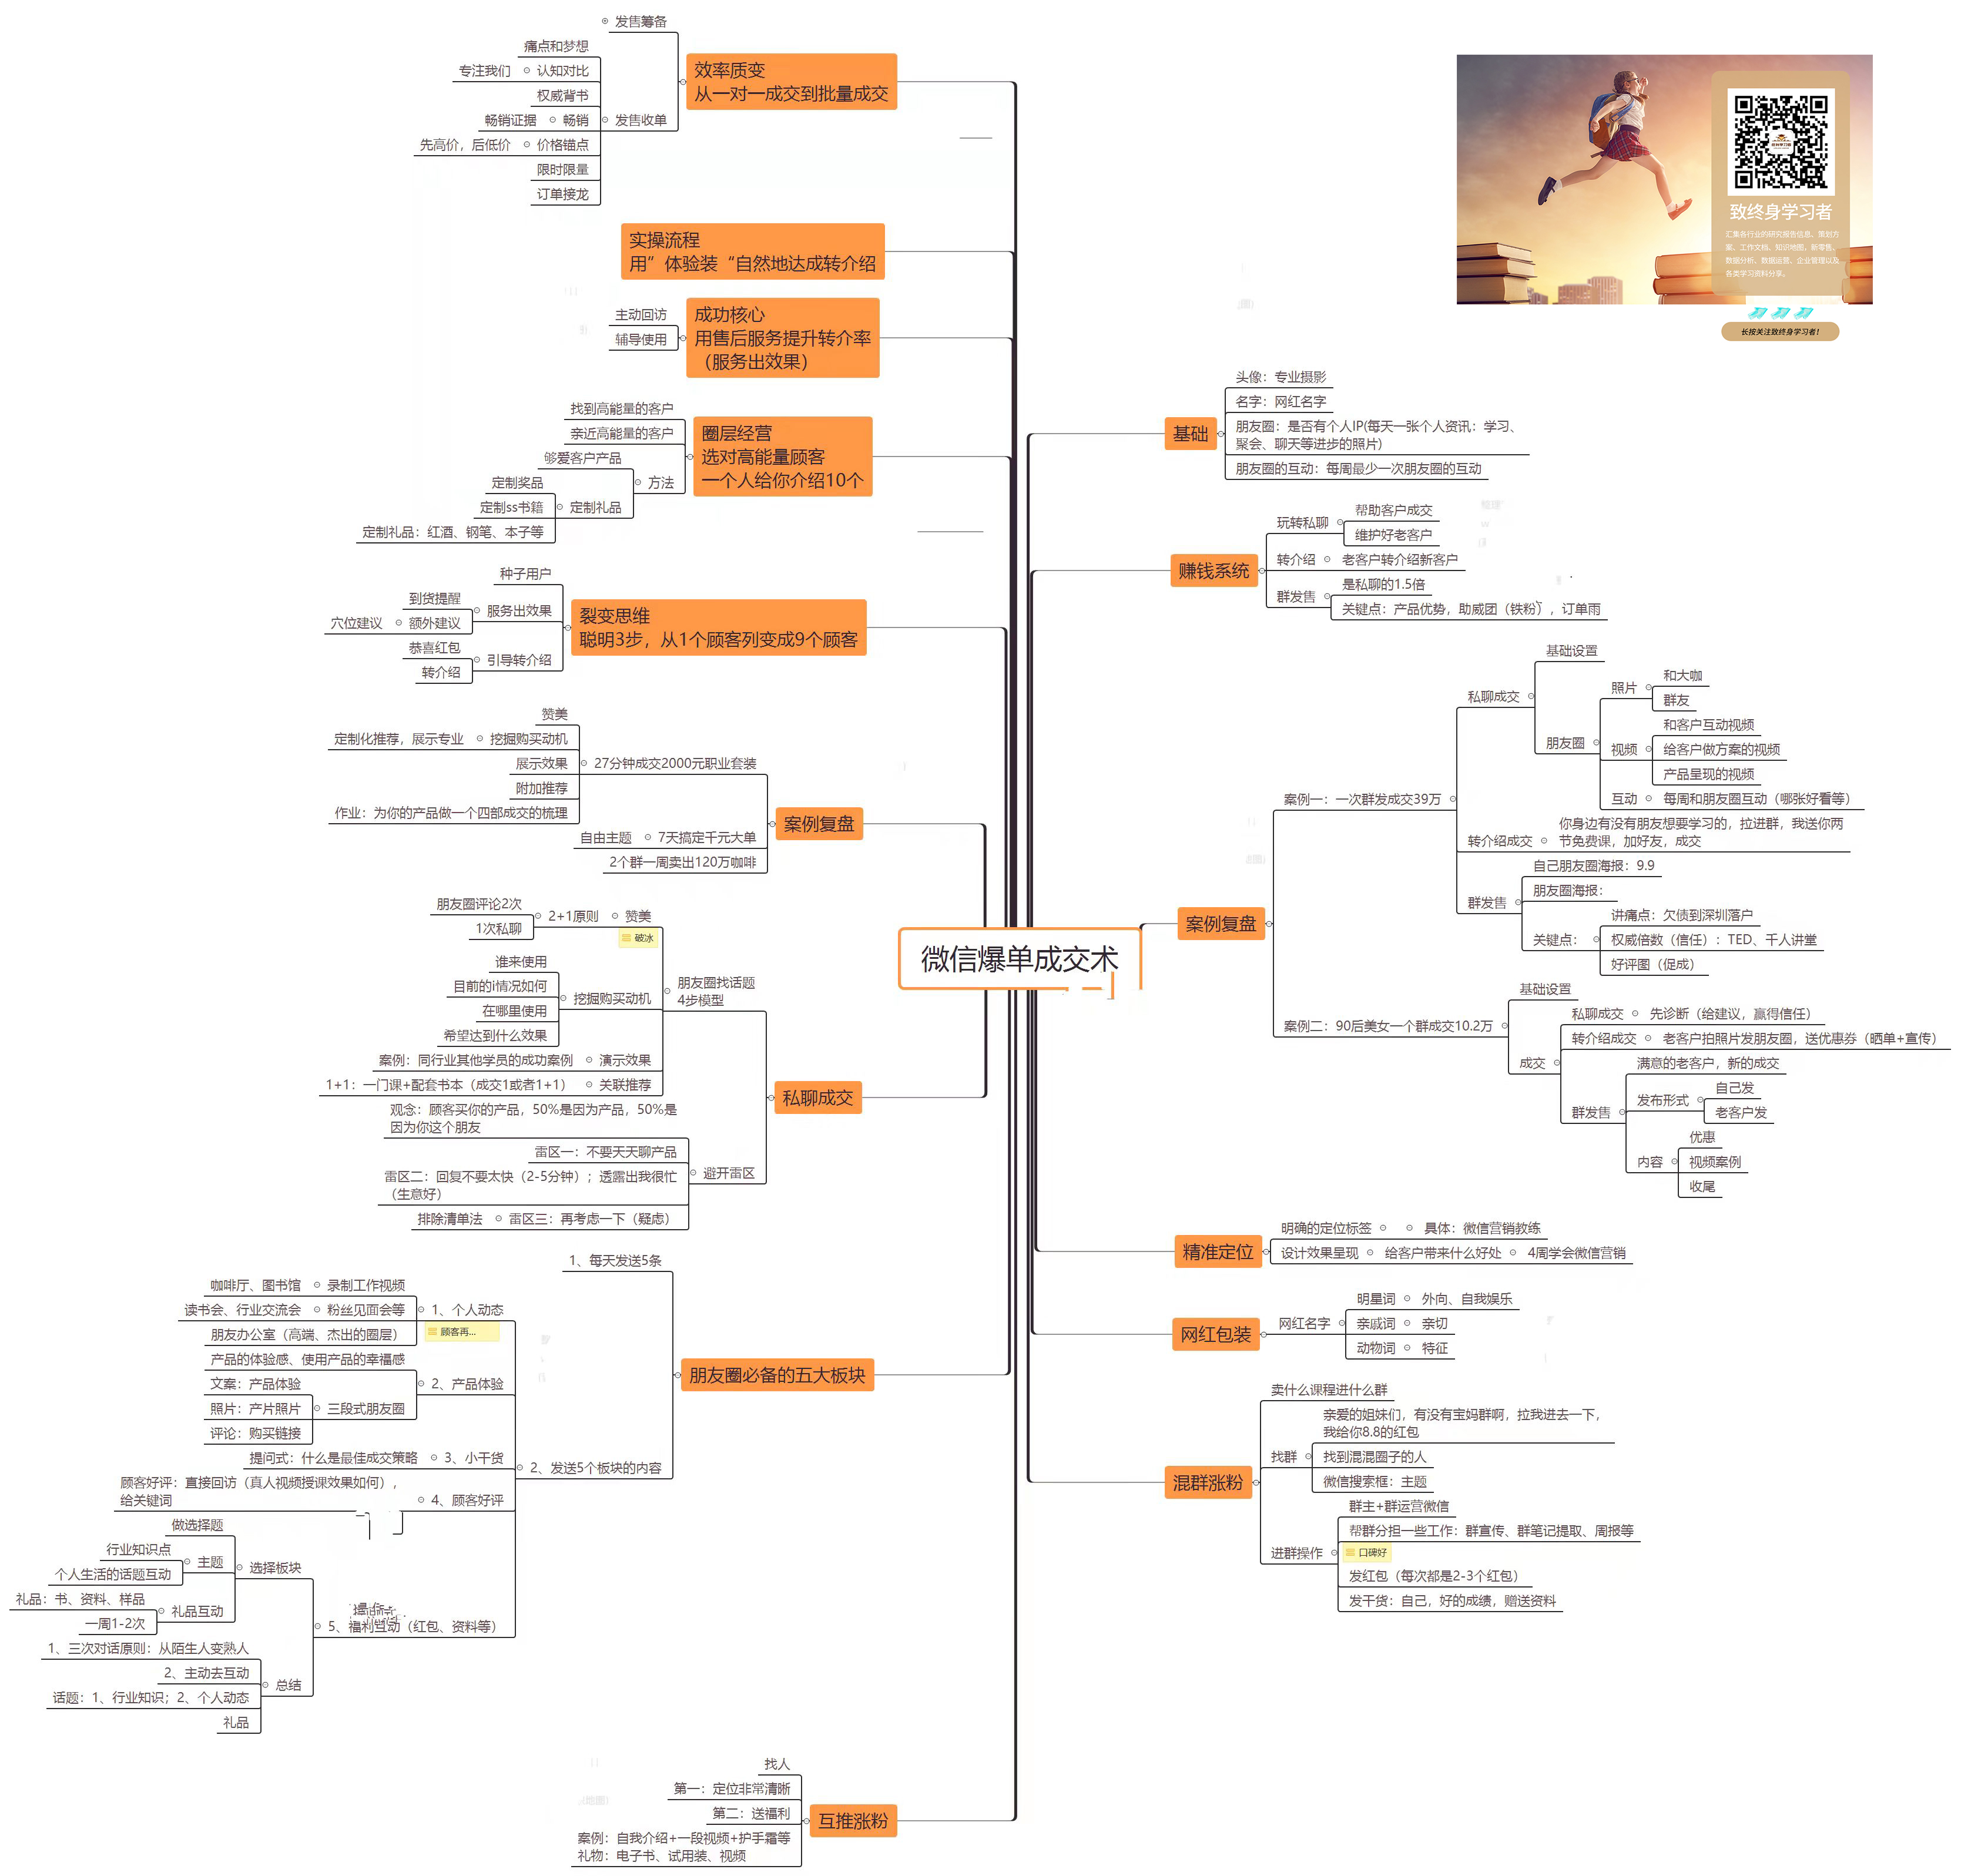 微信爆单成交术
致终身学习者
汇集各行业的研究报告信息、策划方
案、工作文档、知识地图，新零售、
数据分析、数据运营、企业管理以及
各类学习资料分享。
长按关注致终身学习者！
基础
头像：专业摄影
名字：网红名字
朋友圈：是否有个人IP(每天一张个人资讯：学习、
聚会、聊天等进步的照片)
朋友圈的互动：每周最少一次朋友圈的互动
赚钱系统
玩转私聊
帮助客户成交
维护好老客户
转介绍
老客户转介绍新客户
群发售
是私聊的1.5倍
关键点：产品优势，助威团（铁粉），订单雨
案例复盘
案例一：一次群发成交39万
私聊成交
基础设置
朋友圈
照片
和大咖
群友
视频
和客户互动视频
给客户做方案的视频
产品呈现的视频
互动
每周和朋友圈互动（哪张好看等）
转介绍成交
你身边有没有朋友想要学习的，拉进群，我送你两
节免费课，加好友，成交
群发售
自己朋友圈海报：9.9
朋友圈海报：
关键点：
讲痛点：欠债到深圳落户
权威倍数（信任）：TED、千人讲堂
好评图（促成）
案例二：90后美女一个群成交10.2万
基础设置
成交
私聊成交
先诊断（给建议，赢得信任）
转介绍成交
老客户拍照片发朋友圈，送优惠券（晒单+宣传）
群发售
满意的老客户，新的成交
发布形式
自己发
老客户发
内容
优惠
视频案例
收尾
精准定位
明确的定位标签
具体：微信营销教练
设计效果呈现
给客户带来什么好处
4周学会微信营销
网红包装
网红名字
明星词
外向、自我娱乐
亲戚词
亲切
动物词
特征
混群涨粉
卖什么课程进什么群
找群
亲爱的姐妹们，有没有宝妈群啊，拉我进去一下，
我给你8.8的红包
找到混混圈子的人
微信搜索框：主题
进群操作
群主+群运营微信
帮群分担一些工作：群宣传、群笔记提取、周报等
口碑好
发红包（每次都是2-3个红包）
发干货：自己，好的成绩，赠送资料
效率质变
从一对一成交到批量成交
发售筹备
发售收单
痛点和梦想
认知对比
专注我们
权威背书
畅销
畅销证据
价格锚点
先高价，后低价
限时限量
订单接龙
实操流程
用”体验装“自然地达成转介绍
成功核心
用售后服务提升转介率
（服务出效果）
主动回访
辅导使用
圈层经营
选对高能量顾客
一个人给你介绍10个
找到高能量的客户
亲近高能量的客户
方法
够爱客户产品
定制礼品
定制奖品
定制ss书籍
定制礼品：红酒、钢笔、本子等
裂变思维
聪明3步，从1个顾客列变成9个顾客
种子用户
服务出效果
到货提醒
额外建议
穴位建议
引导转介绍
恭喜红包
转介绍
案例复盘
27分钟成交2000元职业套装
赞美
挖掘购买动机
定制化推荐，展示专业
展示效果
附加推荐
作业：为你的产品做一个四部成交的梳理
7天搞定千元大单
自由主题
2个群一周卖出120万咖啡
私聊成交
朋友圈找话题
4步模型
赞美
2+1原则
朋友圈评论2次
1次私聊
破冰
挖掘购买动机
谁来使用
目前的i情况如何
在哪里使用
希望达到什么效果
演示效果
案例：同行业其他学员的成功案例
关联推荐
1+1：一门课+配套书本（成交1或者1+1）
避开雷区
观念：顾客买你的产品，50%是因为产品，50%是
因为你这个朋友
雷区一：不要天天聊产品
雷区二：回复不要太快（2-5分钟）；透露出我很忙
（生意好）
雷区三：再考虑一下（疑虑）
排除清单法
朋友圈必备的五大板块
1、每天发送5条
2、发送5个板块的内容
1、个人动态
录制工作视频
咖啡厅、图书馆
粉丝见面会等
读书会、行业交流会
朋友办公室（高端、杰出的圈层）
顾客再...
2、产品体验
产品的体验感、使用产品的幸福感
三段式朋友圈
文案：产品体验
照片：产片照片
评论：购买链接
3、小干货
提问式：什么是最佳成交策略
4、顾客好评
顾客好评：直接回访（真人视频授课效果如何），
给关键词
5、福利互动（红包、资料等）
选择板块
做选择题
主题
行业知识点
个人生活的话题互动
礼品互动
礼品：书、资料、样品
一周1-2次
总结
1、三次对话原则：从陌生人变熟人
2、主动去互动
话题：1、行业知识；2、个人动态
礼品
互推涨粉
找人
第一：定位非常清晰
第二：送福利
案例：自我介绍+一段视频+护手霜等
礼物：电子书、试用装、视频